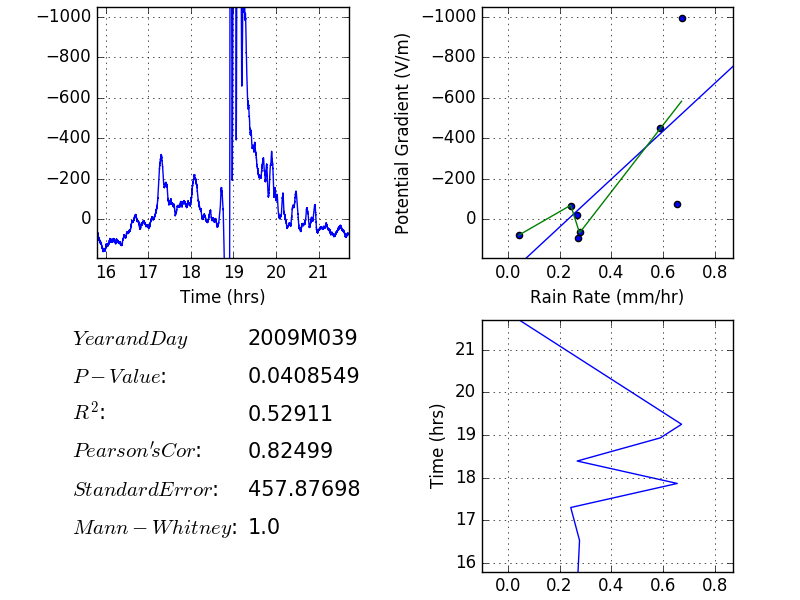 −1000
−800
−600
−400
−200
0
16 17 18 19 20 21
Time (hrs)
Potential Gradient (V/m)
−1000
−800
−600
−400
−200
0
0.0 0.2 0.4 0.6 0.8
Rain Rate (mm/hr)
YearandDay 2009M039
P−Value: 0.0408549
R²: 0.52911
Pearson'sCor: 0.82499
StandardError: 457.87698
Mann−Whitney: 1.0
Time (hrs)
21
20
19
18
17
16
0.0 0.2 0.4 0.6 0.8